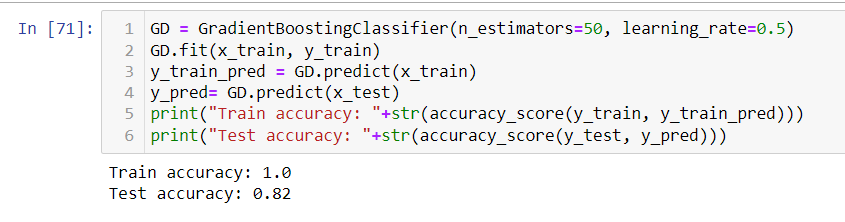 In [71]:
1 GD = GradientBoostingClassifier(n_estimators=50, learning_rate=0.5)
2 GD.fit(x_train, y_train)
3 y_train_pred = GD.predict(x_train)
4 y_pred= GD.predict(x_test)
5 print("Train accuracy: "+str(accuracy_score(y_train, y_train_pred)))
6 print("Test accuracy: "+str(accuracy_score(y_test, y_pred)))
Train accuracy: 1.0
Test accuracy: 0.82